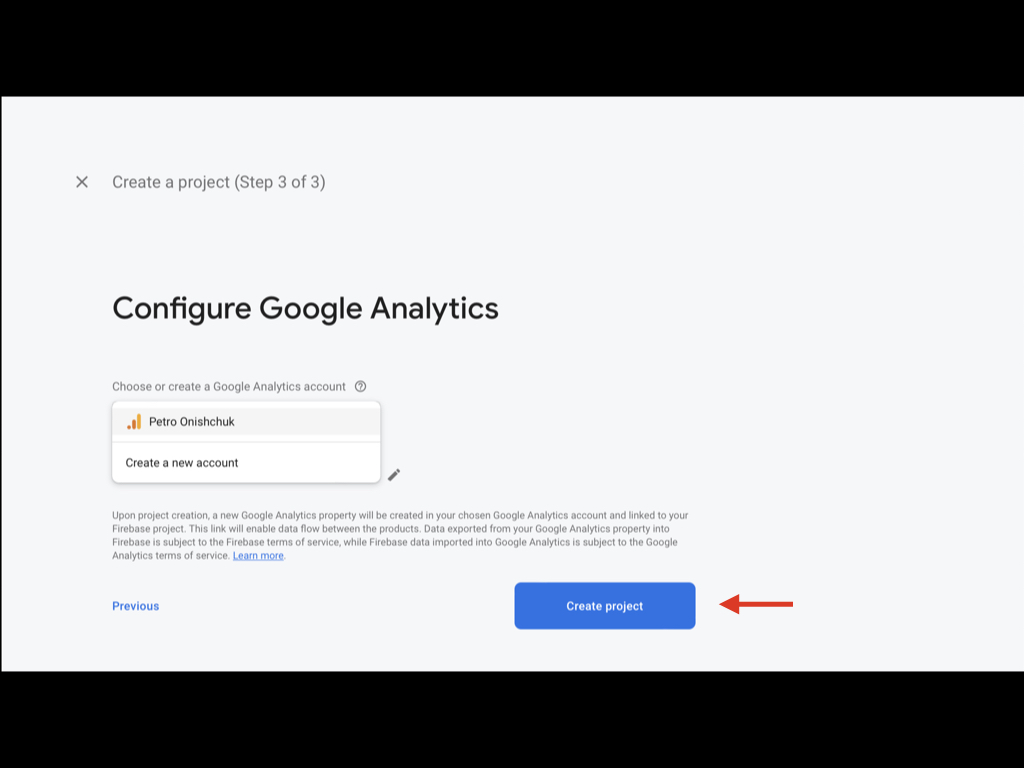 Create a project (Step 3 of 3)
Configure Google Analytics
Choose or create a Google Analytics account
Petro Onishchuk
Create a new account
Upon project creation, a new Google Analytics property will be created in your chosen Google Analytics account and linked to your
Firebase project. This link will enable data flow between the products. Data exported from your Google Analytics property into
Firebase is subject to the Firebase terms of service, while Firebase data imported into Google Analytics is subject to the Google
Analytics terms of service. Learn more.
Previous
Create project